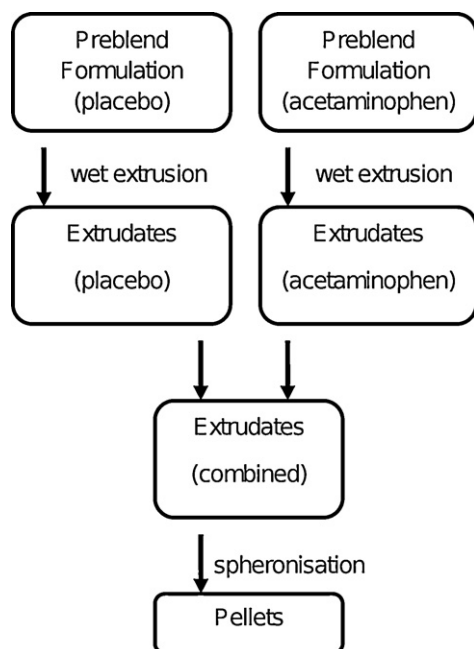 Preblend
Formulation
(placebo)
Preblend
Formulation
(acetaminophen)
wet extrusion
wet extrusion
Extrudates
(placebo)
Extrudates
(acetaminophen)
Extrudates
(combined)
spheronisation
Pellets